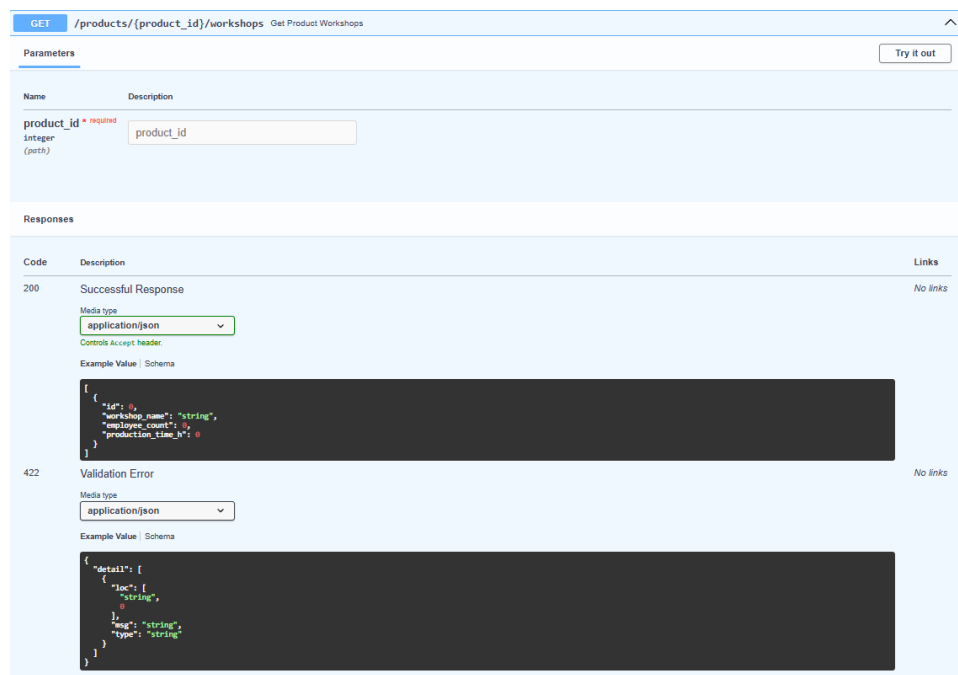 GET /products/{product_id}/workshops Get Product Workshops
Parameters
Try it out
Name Description
product_id * required
integer
(path)
product_id
Responses
Code Description Links
200 Successful Response No links
Media type
application/json
Controls Accept header.
Example Value | Schema
[
  {
    "id": 0,
    "workshop_name": "string",
    "employee_count": 0,
    "production_time_h": 0
  }
]
422 Validation Error No links
Media type
application/json
Example Value | Schema
{
  "detail": [
    {
      "loc": [
        "string",
        0
      ],
      "msg": "string",
      "type": "string"
    }
  ]
}